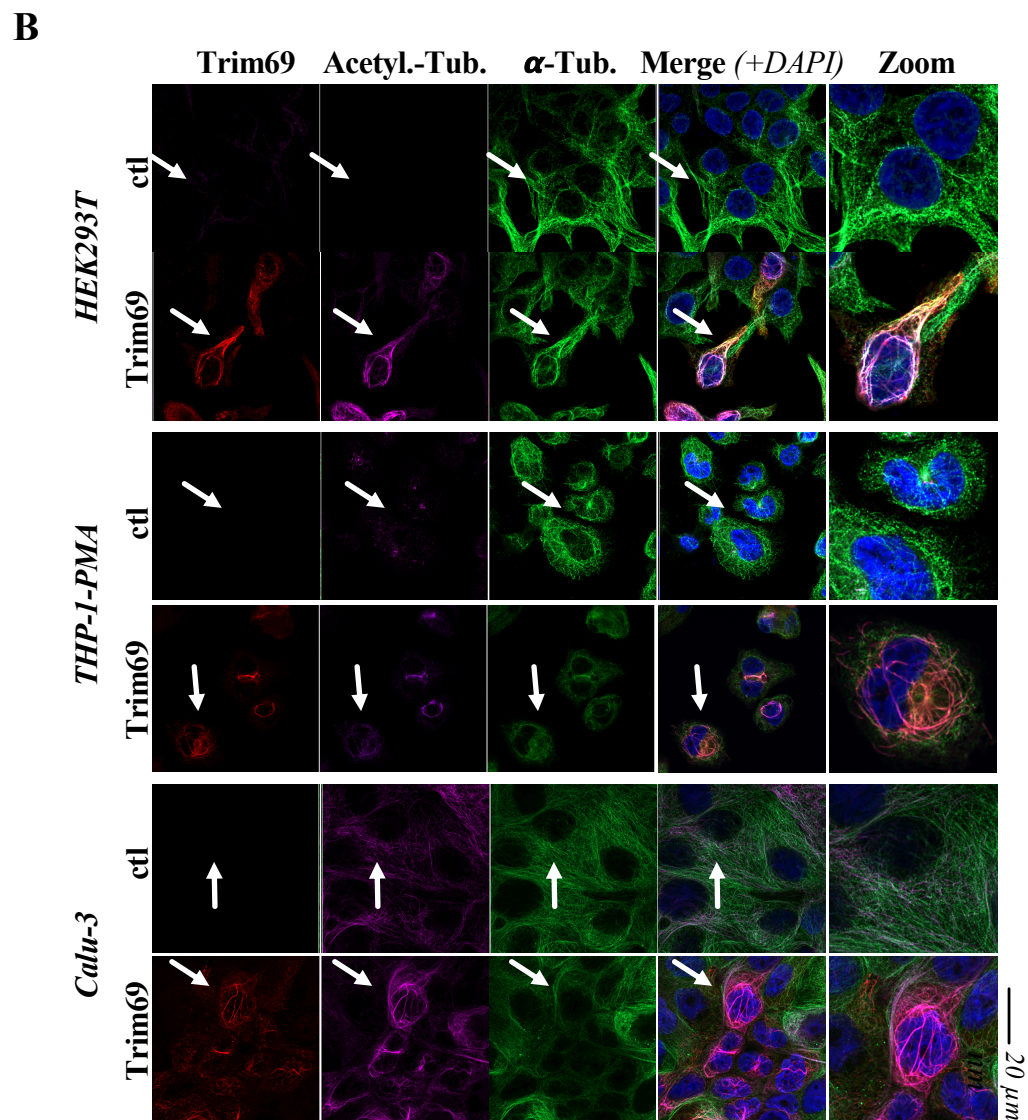 B
Trim69 Acetyl.-Tub. α-Tub. Merge (+DAPI) Zoom
HEK293T
ctl
Trim69
THP-1-PMA
ctl
Trim69
Calu-3
ctl
Trim69
20 µm
µm